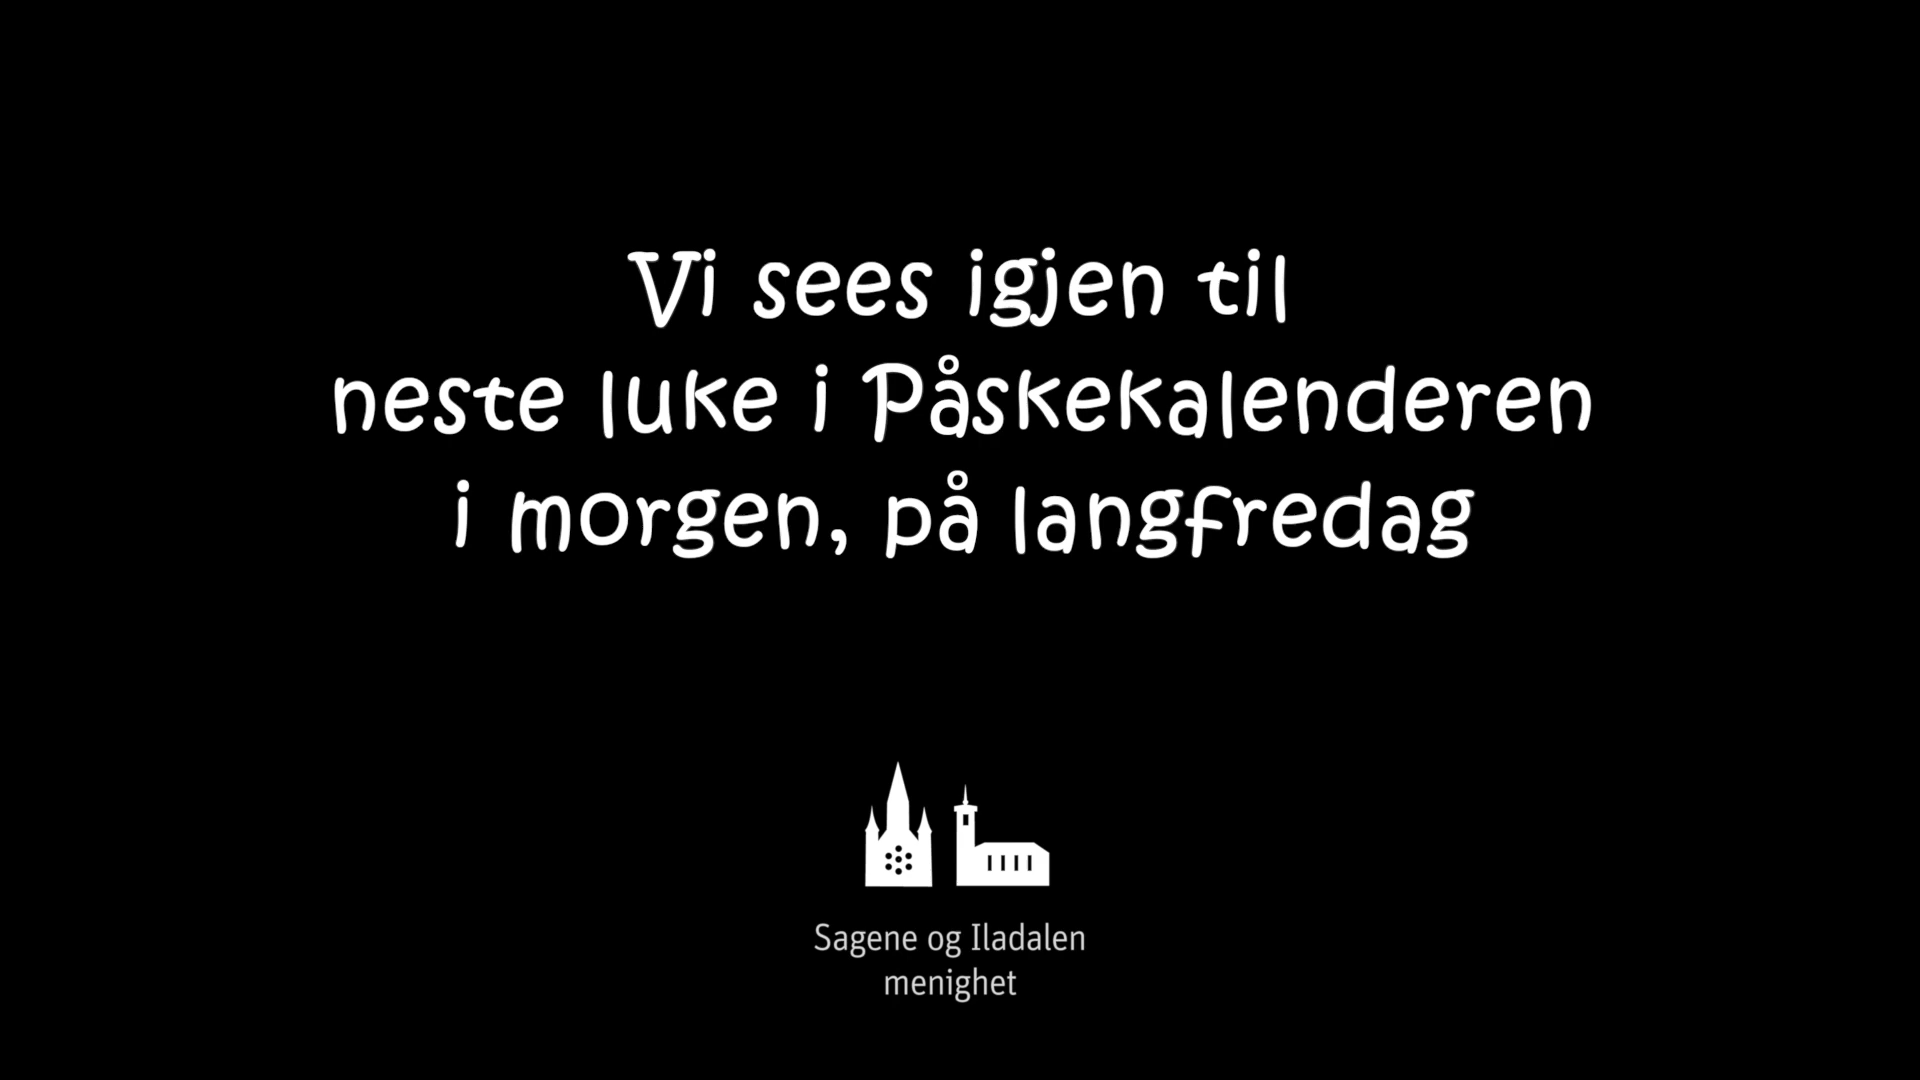 Vi sees igjen til
neste luke i Påskekalenderen
i morgen, på langfredag
Sagene og Iladalen
menighet